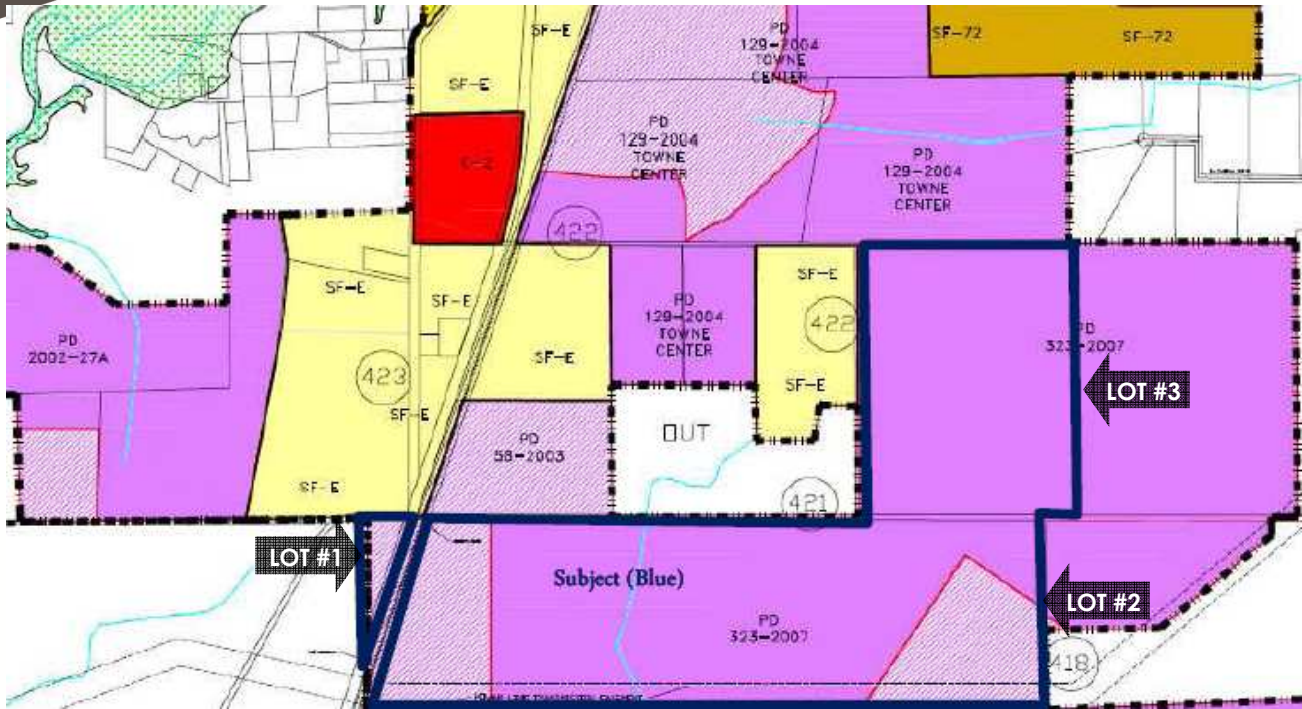 SF-E
PD
129-2004
TOWNE
CENTER
SF-72
SF-72
SF-E
PD
129-2004
TOWNE
CENTER
PD
129-2004
TOWNE
CENTER
422
SF-E
SF-E
PD
129-2004
TOWNE
CENTER
SF-E
422
PD
2002-27A
423
SF-E
SF-E
SF-E
PD
323-2007
LOT #3
OUT
PD
58-2003
SF-E
421
LOT #1
Subject (Blue)
LOT #2
PD
323-2007
418